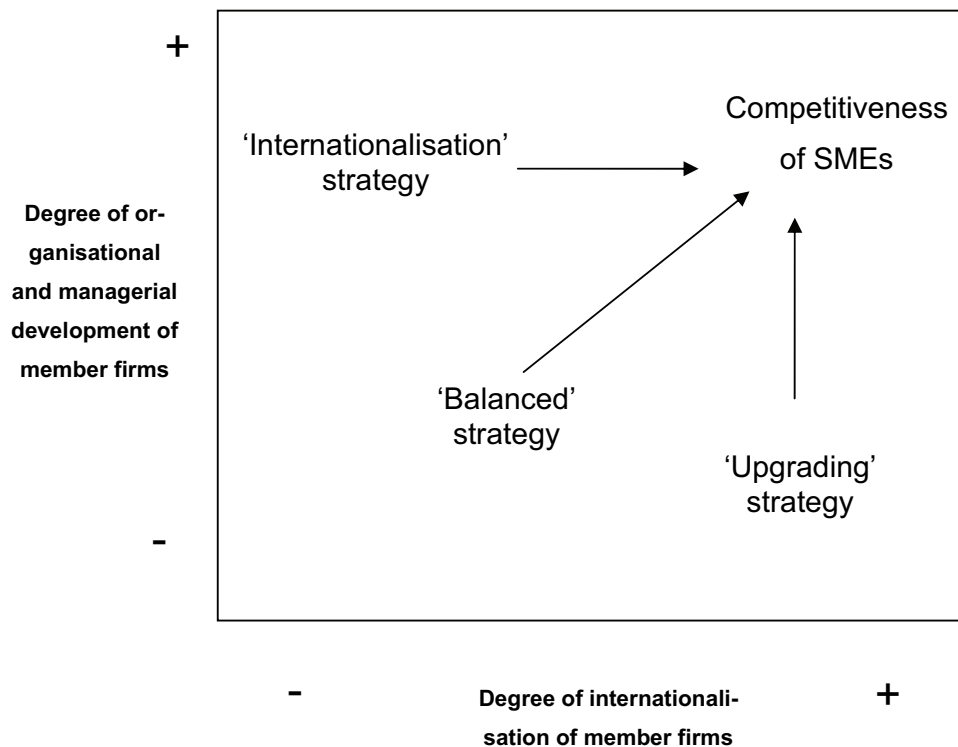 +
Competitiveness
of SMEs
‘Internationalisation’
strategy
Degree of or-
ganisational
and managerial
development of
member firms
‘Balanced’
strategy
‘Upgrading’
strategy
-
-
Degree of internationali-
sation of member firms
+